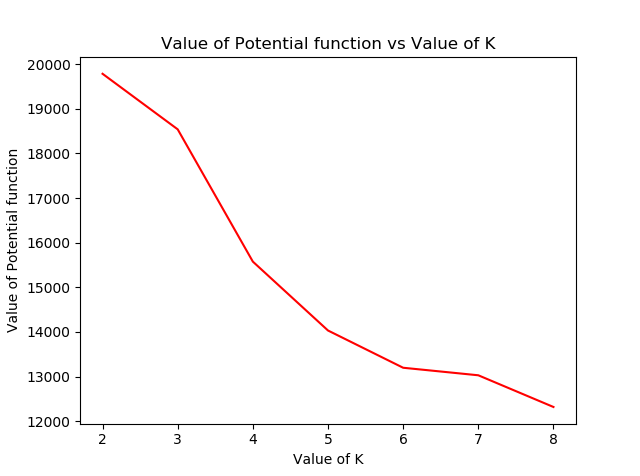 Value of Potential function vs Value of K
20000
19000
18000
17000
16000
15000
14000
13000
12000
Value of Potential function
2 3 4 5 6 7 8
Value of K